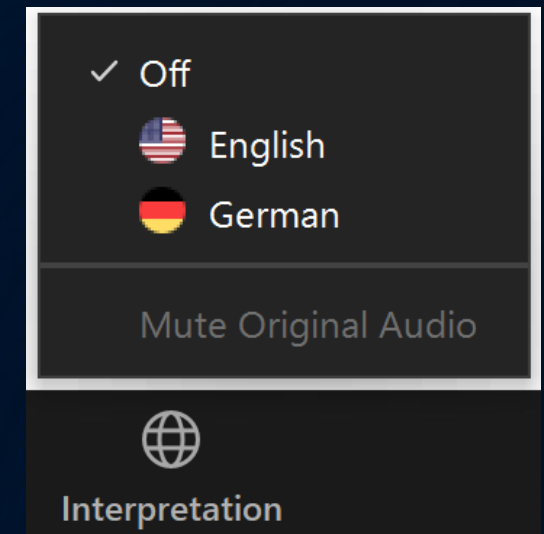 Off
English
German
Mute Original Audio
Interpretation